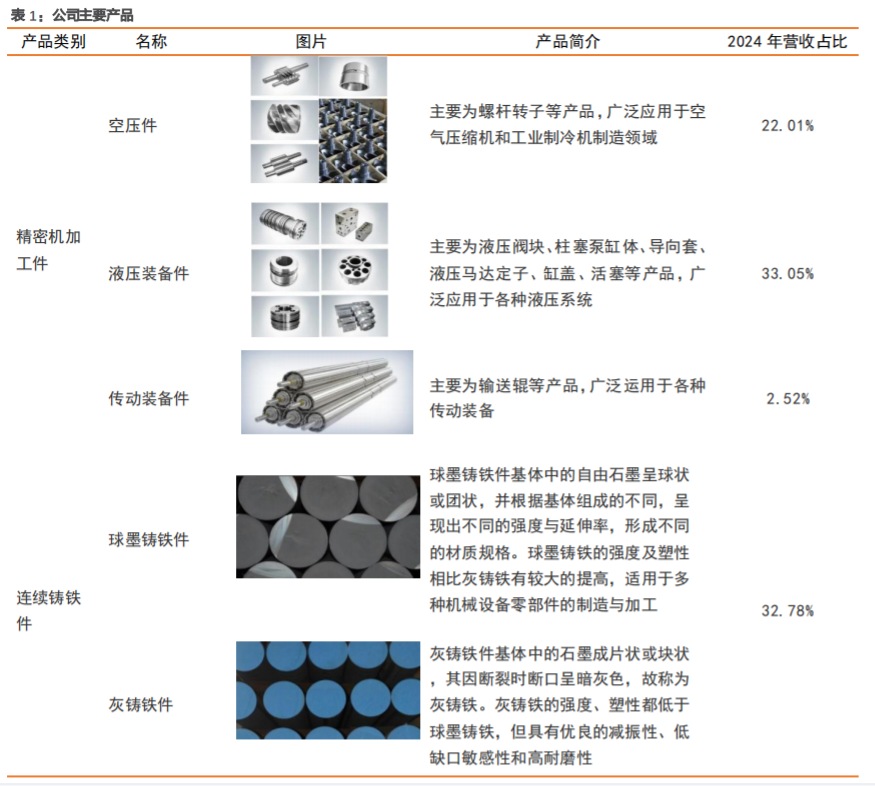 表 1：公司主要产品
产品类别 名称 图片 产品简介 2024 年营收占比
空压件
主要为螺杆转子等产品，广泛应用于空
气压缩机和工业制冷机制造领域
22.01%
精密机加
工件
液压装备件
主要为液压阀块、柱塞泵缸体、导向套、
液压马达定子、缸盖、活塞等产品，广
泛应用于各种液压系统
33.05%
传动装备件
主要为输送辊等产品，广泛运用于各种
传动装备
2.52%
连续铸铁
件
球墨铸铁件
球墨铸铁件基体中的自由石墨呈球状
或团状，并根据基体组成的不同，呈
现出不同的强度与延伸率，形成不同
的材质规格。球墨铸铁的强度及塑性
相比灰铸铁有较大的提高，适用于多
种机械设备零部件的制造与加工
32.78%
灰铸铁件
灰铸铁件基体中的石墨成片状或块状
，其因断裂时断口呈暗灰色，故称为
灰铸铁。灰铸铁的强度、塑性都低于
球墨铸铁，但具有优良的减振性、低
缺口敏感性和高耐磨性